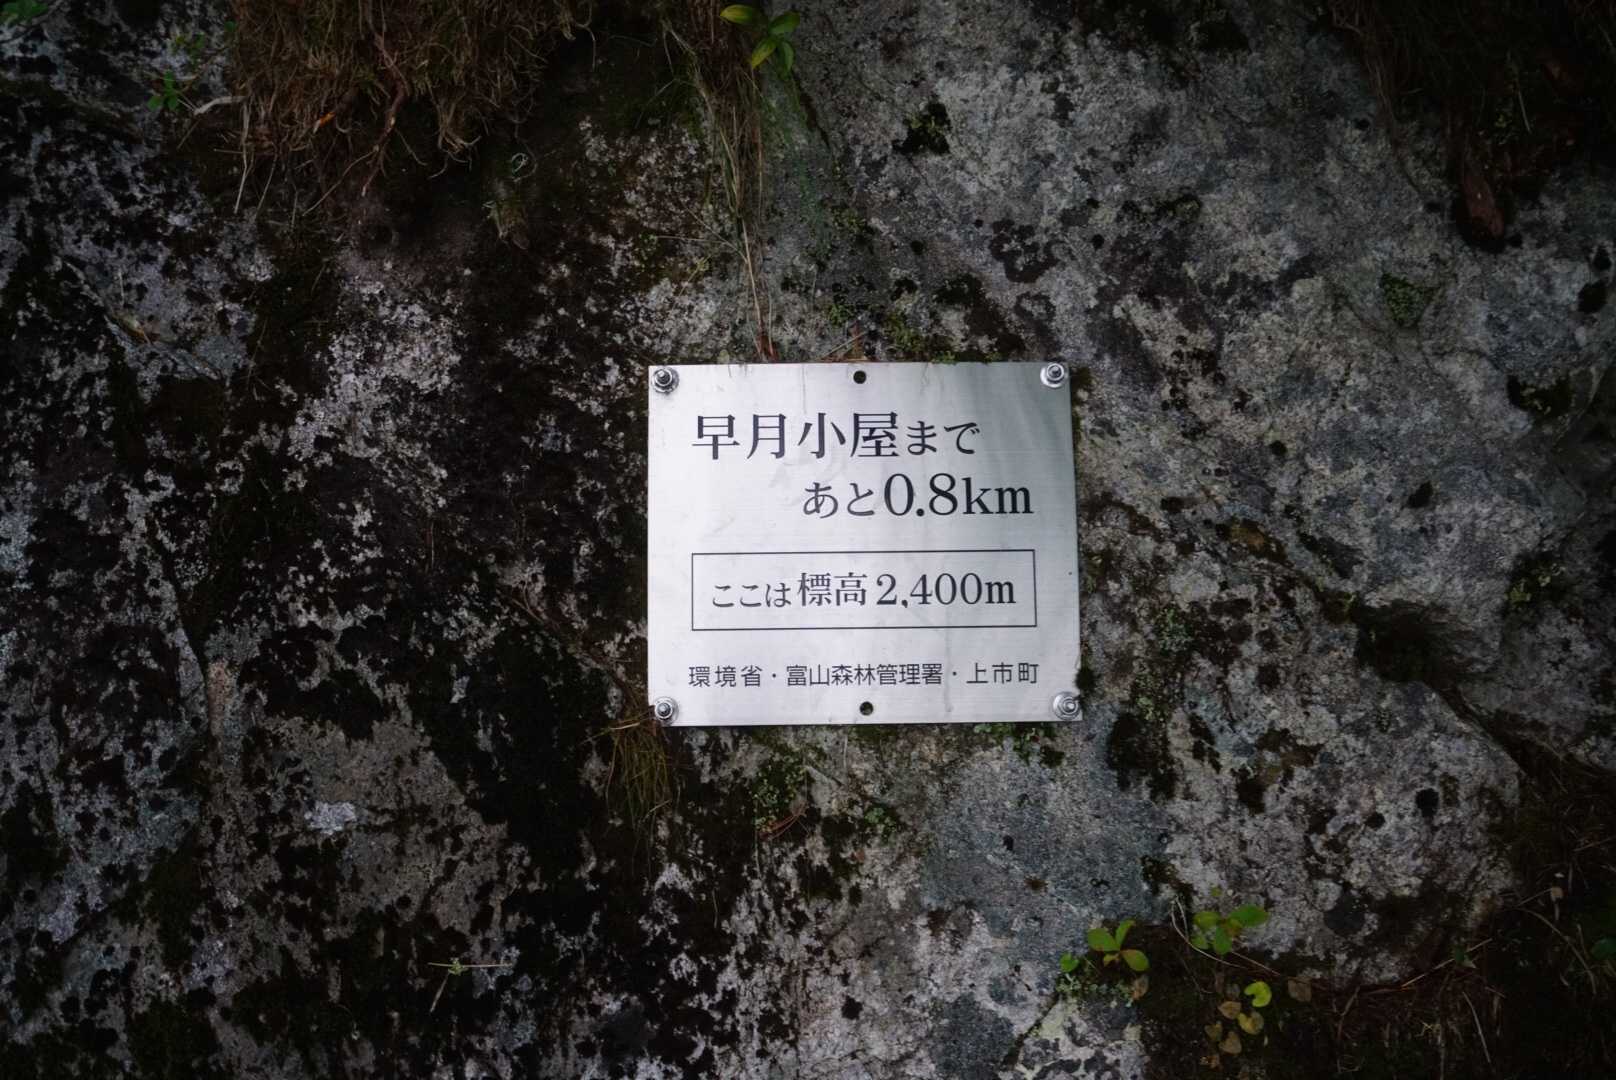 早月小屋まで
あと0.8km
ここは標高2,400m
環境省・富山森林管理署・上市町